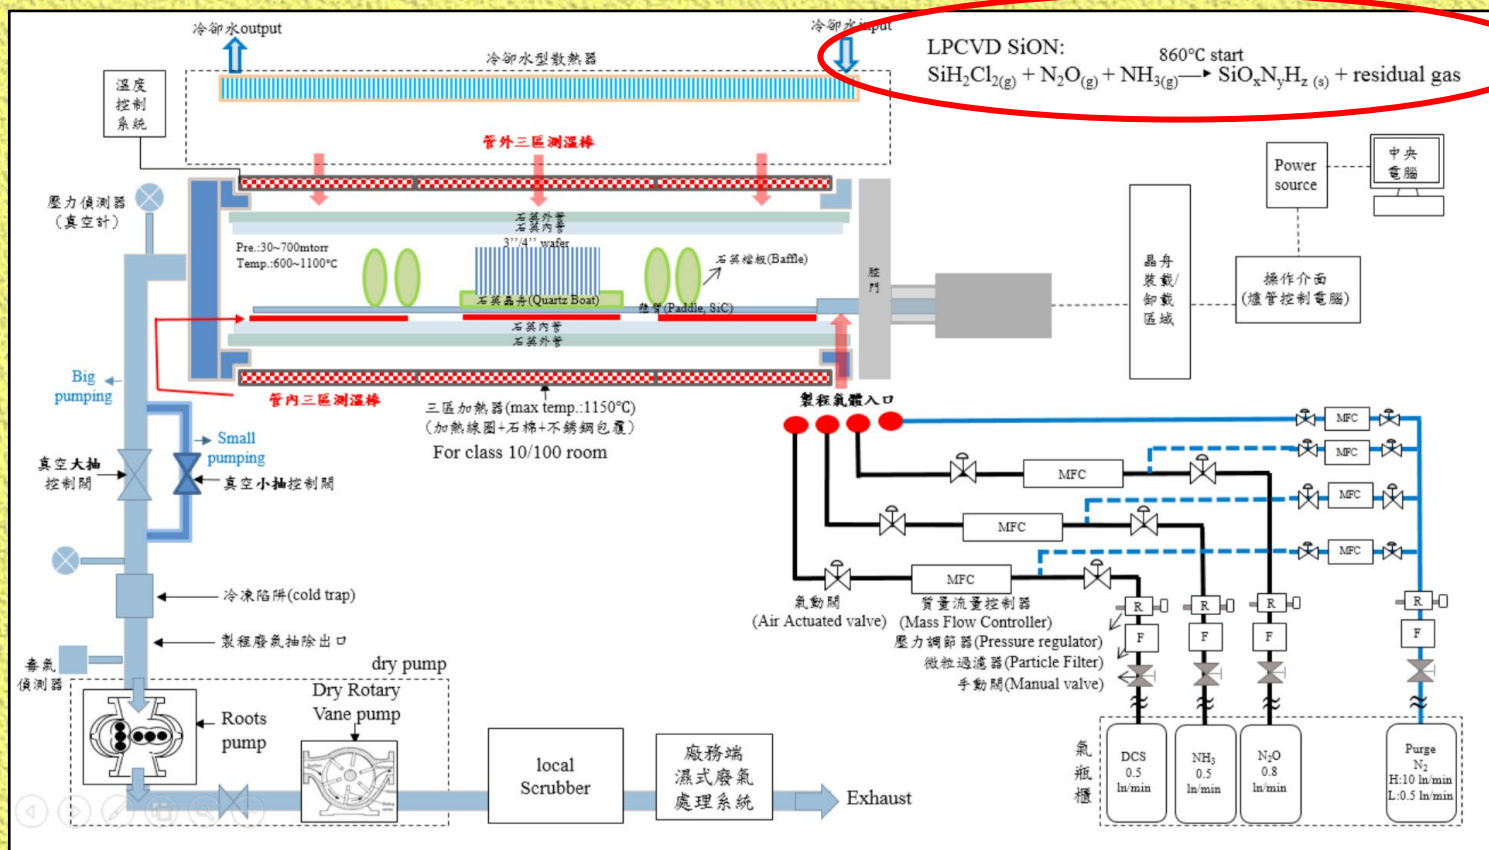 冷卻水output
冷卻水input
LPCVD SiON:
860°C start
SiH₂Cl₂(g) + N₂O(g) + NH₃(g) → SiOₓNᵧH_z (s) + residual gas
冷卻水型散熱器
溫度
控制
系統
管外三區測溫棒
Power
source
中央
電腦
壓力偵測器
(真空計)
石英外管
石英內管
Pre.:30~700mtorr
Temp.:600~1100°C
3’’/4’’ wafer
石英檔板(Baffle)
石英晶舟(Quartz Boat)
懸臂(Paddle, SiC)
石英內管
石英外管
腔
門
晶舟
裝載/
卸載
區域
操作介面
(爐管控制電腦)
Big
pumping
管內三區測溫棒
三區加熱器(max temp.:1150°C)
(加熱線圈+石棉+不銹鋼包覆)
For class 10/100 room
製程氣體入口
Small
pumping
真空大抽
控制閥
真空小抽控制閥
MFC
MFC
MFC
MFC
MFC
MFC
MFC
冷凍陷阱(cold trap)
氣動閥
(Air Actuated valve)
質量流量控制器
(Mass Flow Controller)
壓力調節器(Pressure regulator)
微粒過濾器(Particle Filter)
手動閥(Manual valve)
R
R
R
R
F
F
F
F
製程廢氣抽除出口
毒氣
偵測器
dry pump
Roots
pump
Dry Rotary
Vane pump
local
Scrubber
廠務端
濕式廢氣
處理系統
Exhaust
氣
瓶
櫃
DCS
0.5
ln/min
NH₃
0.5
ln/min
N₂O
0.8
ln/min
Purge
N₂
H:10 ln/min
L:0.5 ln/min